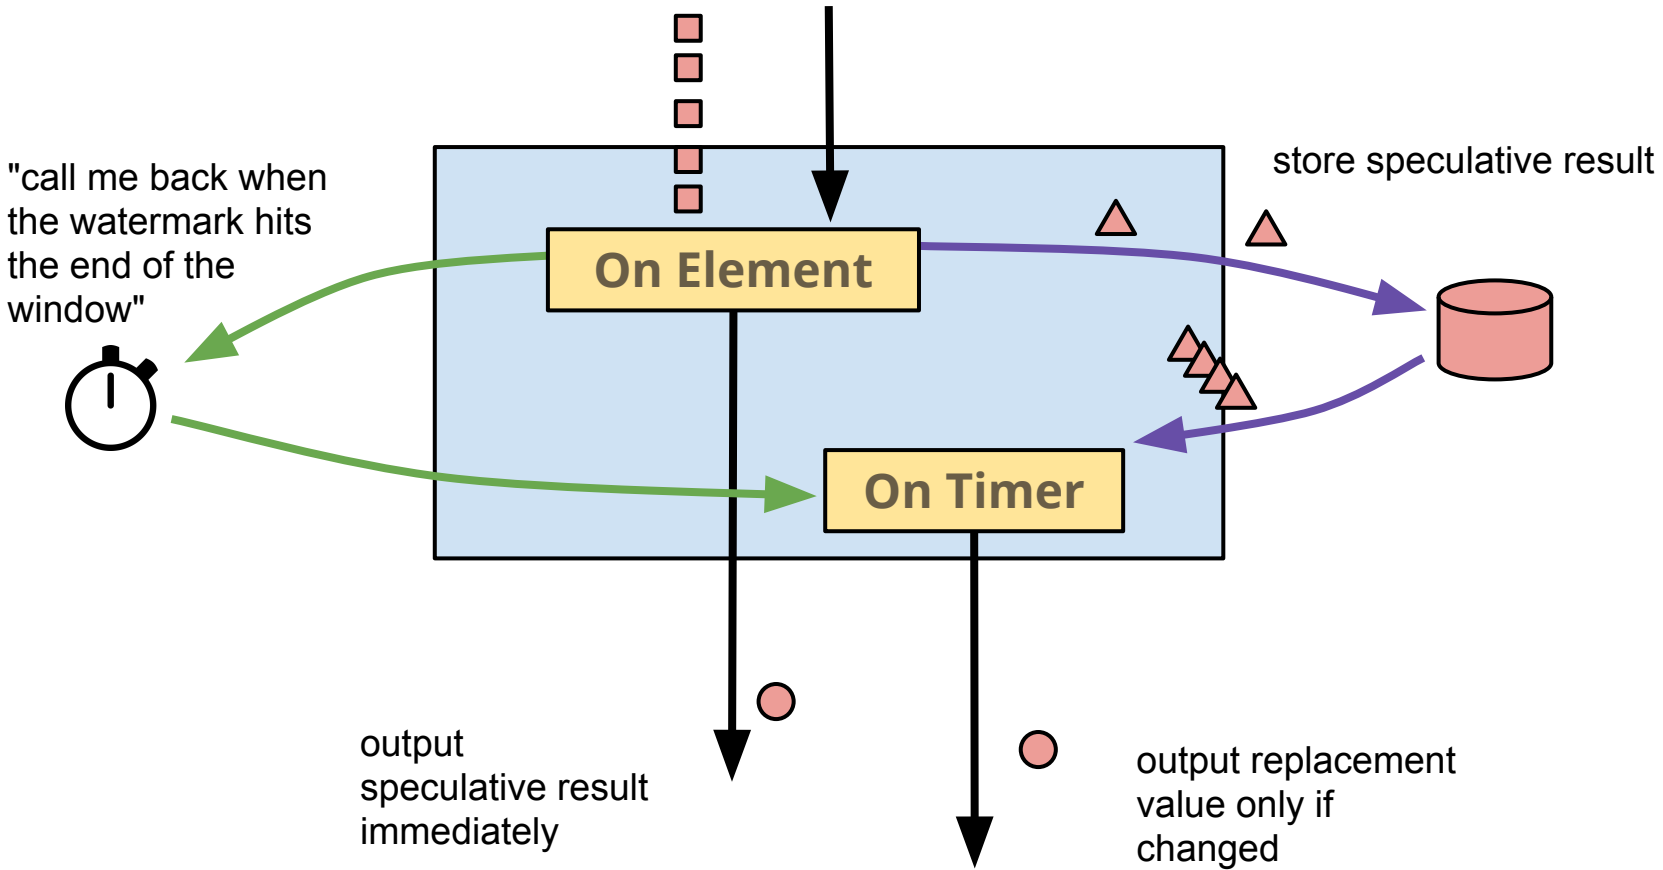 "call me back when
the watermark hits
the end of the
window"
store speculative result
On Element
On Timer
output
speculative result
immediately
output replacement
value only if
changed